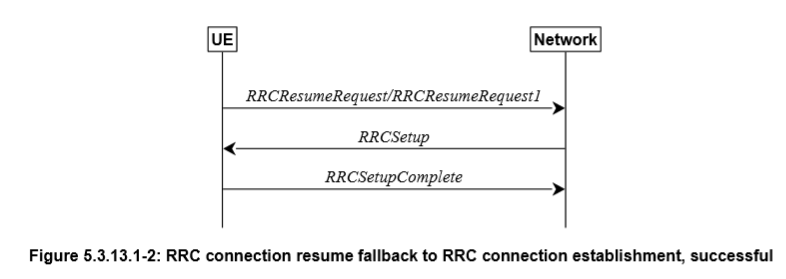 UE
Network
RRCResumeRequest/RRCResumeRequest1
RRCSetup
RRCSetupComplete
Figure 5.3.13.1-2: RRC connection resume fallback to RRC connection establishment, successful